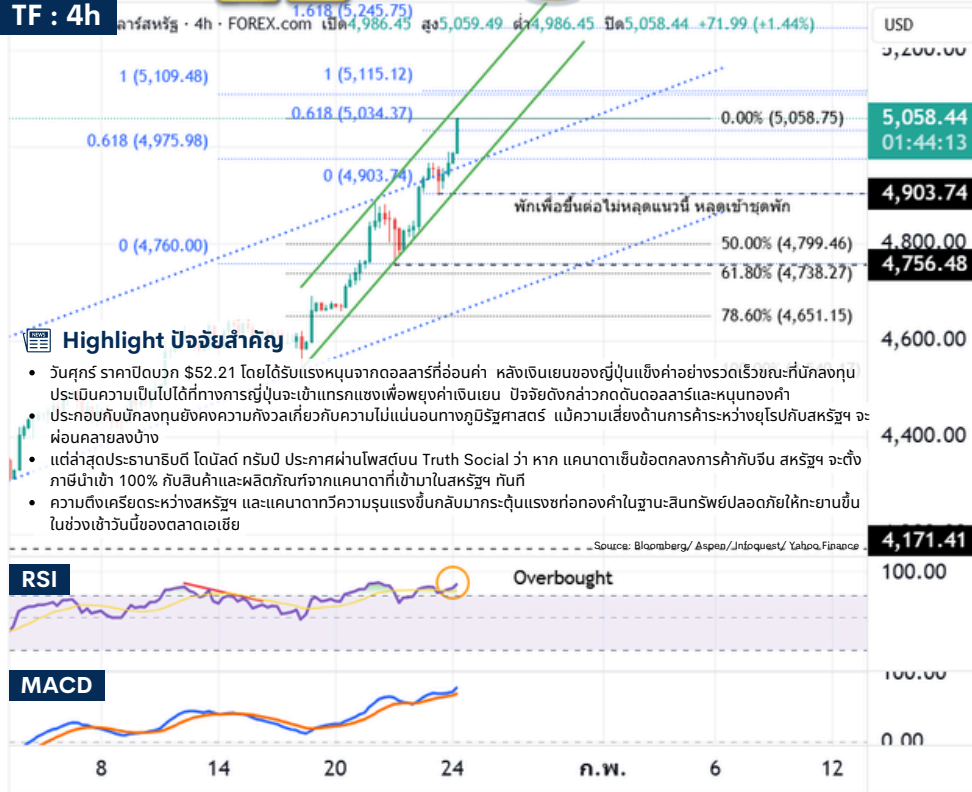 TF : 4h
ลาร์สหรัฐ · 4h · FOREX.com เปิด4,986.45 สูง5,059.49 ต่ำ4,986.45 ปิด5,058.44 +71.99 (+1.44%)
USD
1.618 (5,245.75)
5,200.00
1 (5,109.48)
1 (5,115.12)
0.618 (5,034.37)
0.00% (5,058.75)
5,058.44
01:44:13
0.618 (4,975.98)
0 (4,903.74)
4,903.74
พักเพื่อขึ้นต่อไม่หลุดแนวนี้ หลุดเข้าชุดพัก
0 (4,760.00)
50.00% (4,799.46)
4,800.00
4,756.48
61.80% (4,738.27)
78.60% (4,651.15)
4,600.00
NEWS
Highlight ปัจจัยสำคัญ
• วันศุกร์ ราคาปิดบวก $52.21 โดยได้รับแรงหนุนจากดอลลาร์ที่อ่อนค่า หลังเงินเยนของญี่ปุ่นแข็งค่าอย่างรวดเร็วขณะที่นักลงทุน
ประเมินความเป็นไปได้ที่ทางการญี่ปุ่นจะเข้าแทรกแซงเพื่อพยุงค่าเงินเยน ปัจจัยดังกล่าวกดดันดอลลาร์และหนุนทองคำ
• ประกอบกับนักลงทุนยังคงความกังวลเกี่ยวกับความไม่แน่นอนทางภูมิรัฐศาสตร์ แม้ความเสี่ยงด้านการค้าระหว่างยุโรปกับสหรัฐฯ จะ
ผ่อนคลายลงบ้าง
4,400.00
• แต่ล่าสุดประธานาธิบดี โดนัลด์ ทรัมป์ ประกาศผ่านโพสต์บน Truth Social ว่า หาก แคนาดาเซ็นข้อตกลงการค้ากับจีน สหรัฐฯ จะตั้ง
ภาษีนำเข้า 100% กับสินค้าและผลิตภัณฑ์จากแคนาดาที่เข้ามาในสหรัฐฯ ทันที
• ความตึงเครียดระหว่างสหรัฐฯ และแคนาดาทวีความรุนแรงขึ้นกลับมากระตุ้นแรงซท่อทองคำในฐานะสินทรัพย์ปลอดภัยให้ทะยานขึ้น
ในช่วงเช้าวันนี้ของตลาดเอเชีย
Source: Bloomberg/ Aspen/ Infoquest/ Yahoo Finance
4,171.41
RSI
Overbought
100.00
MACD
100.00
0.00
8 14 20 24 ก.พ. 6 12